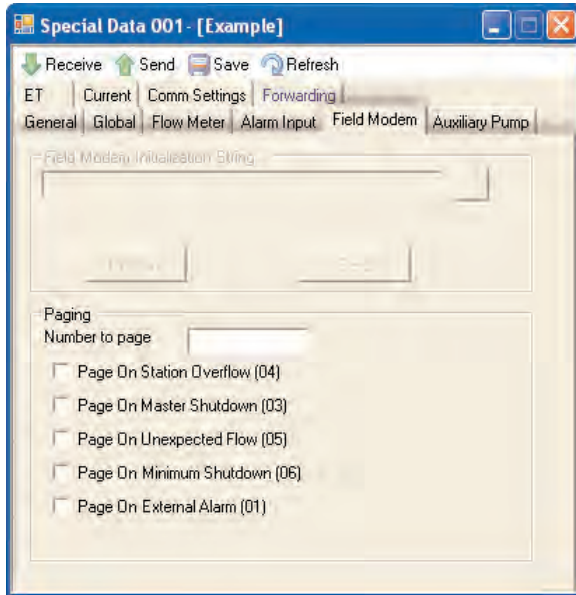 Special Data 001 - [Example]
Receive Send Save Refresh
ET Current Comm Settings Forwarding
General Global Flow Meter Alarm Input Field Modem Auxiliary Pump
Field Modem Initialization String
Paging
Number to page
Page On Station Overflow (04)
Page On Master Shutdown (03)
Page On Unexpected Flow (05)
Page On Minimum Shutdown (06)
Page On External Alarm (01)